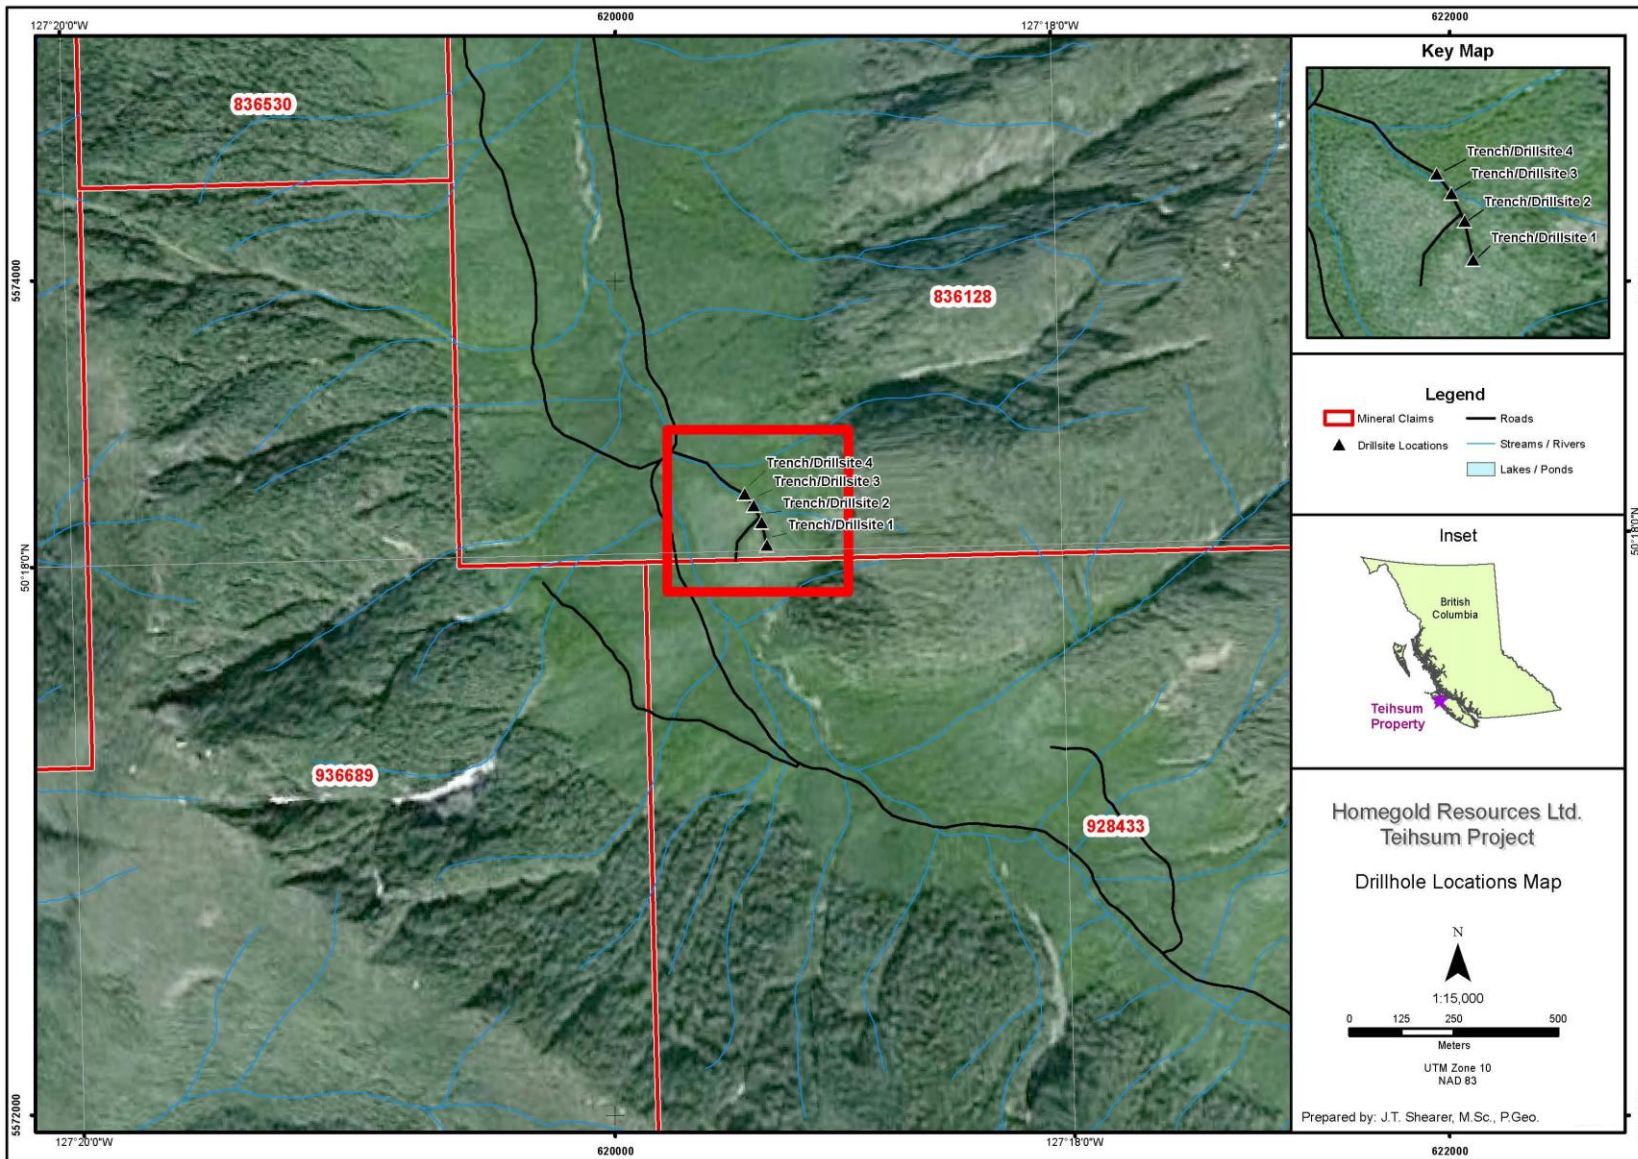 620000
622000
127°20'0"W
127°18'0"W
5574000
50°18'0"N
5572000
50°18'0"N
836530
836128
936689
928433
Trench/Drillsite 4
Trench/Drillsite 3
Trench/Drillsite 2
Trench/Drillsite 1
127°20'0"W
127°18'0"W
620000
622000
Key Map
Trench/Drillsite 4
Trench/Drillsite 3
Trench/Drillsite 2
Trench/Drillsite 1
Legend
Mineral Claims
Roads
Drillsite Locations
Streams / Rivers
Lakes / Ponds
Inset
British
Columbia
Teihsum
Property
Homegold Resources Ltd.
Teihsum Project
Drillhole Locations Map
N
1:15,000
0 125 250 500
Meters
UTM Zone 10
NAD 83
Prepared by: J.T. Shearer, M.Sc., P.Geo.